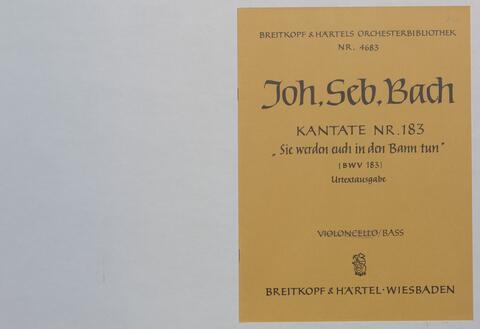 BREITKOPF & HÄRTELS ORCHESTERBIBLIOTHEK
NR. 4683
Joh. Seb. Bach
KANTATE NR. 183
„Sie werden euch in den Bann tun"
(BWV 183)
Urtextausgabe
VIOLONCELLO/BASS
BREITKOPF & HÄRTEL · WIESBADEN